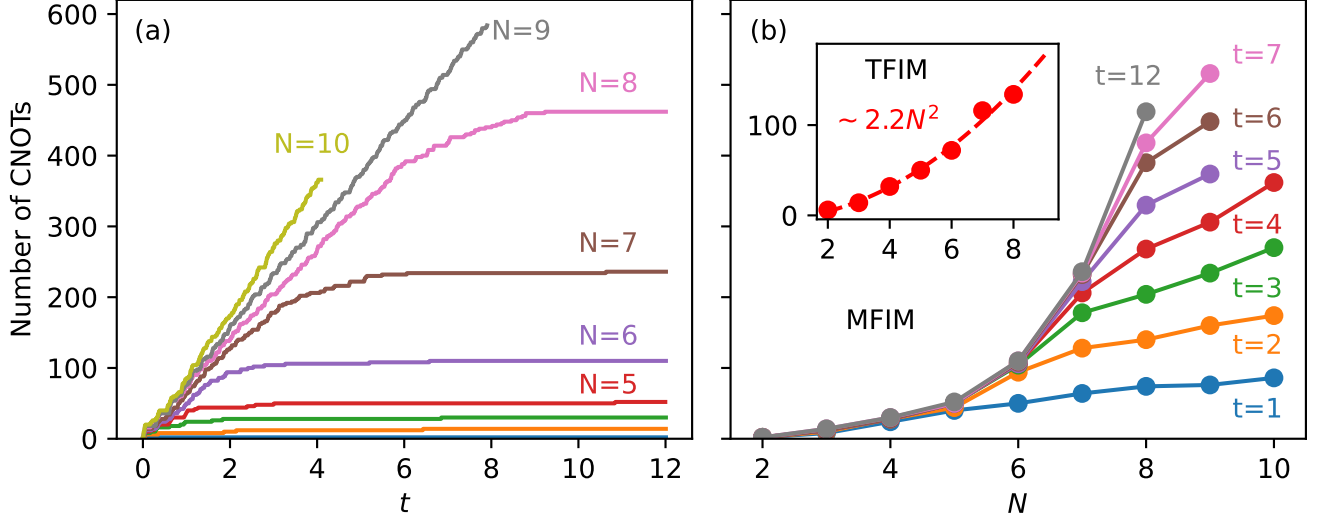 (a)
N=9
N=8
N=10
N=7
N=6
N=5
600
500
400
300
200
100
0
Number of CNOTs
0 2 4 6 8 10 12
t
(b)
TFIM
~ 2.2N²
100
0
2 4 6 8
MFIM
t=12
t=7
t=6
t=5
t=4
t=3
t=2
t=1
2 4 6 8 10
N